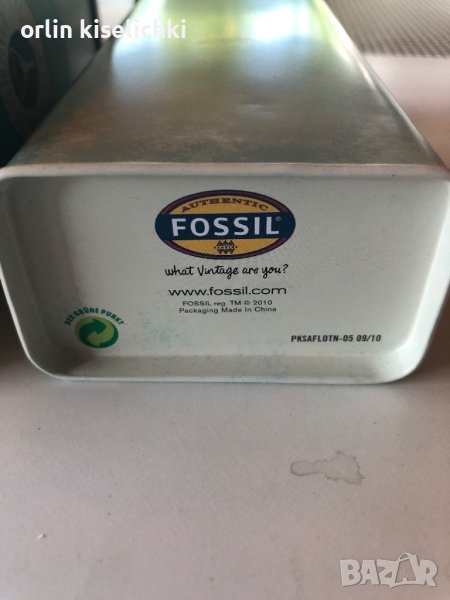 orlin kiselichki
AUTHENTIC
FOSSIL®
what Vintage are you?
www.fossil.com
FOSSIL reg. TM © 2010
Packaging Made In China
DER GRÜNE PUNKT
PKSAFLOTN-05 09/10
BAZAR